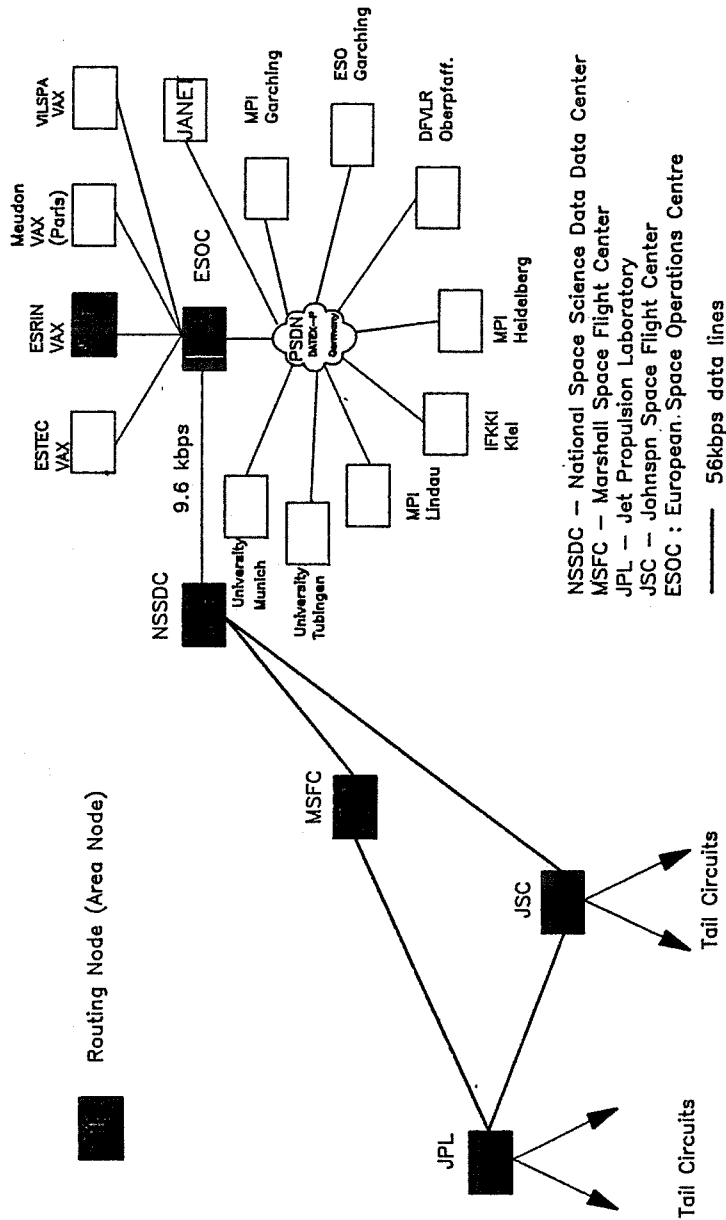 Routing Node (Area Node)
ESTEC
VAX
ESRIN
VAX
Meudon
VAX
(Paris)
VILSPA
VAX
NSSDC
9.6 kbps
ESOC
JANET
MPI
Garching
ESO
Garching
DFVLR
Oberpfaff.
PSDN
DATEX-P
Germany
University
Munich
University
Tubingen
MPI
Lindau
IFKKI
Kiel
MPI
Heidelberg
MSFC
JPL
JSC
Tail Circuits
Tail Circuits
NSSDC – National Space Science Data Data Center
MSFC – Marshall Space Flight Center
JPL – Jet Propulsion Laboratory
JSC – Johnspn Space Flight Center
ESOC : European. Space Operations Centre
56kbps data lines